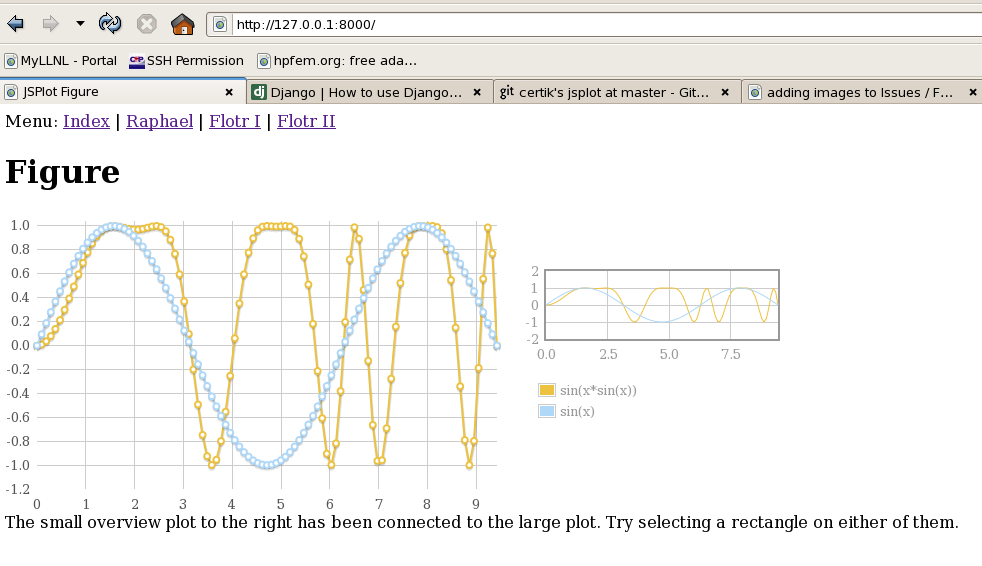 http://127.0.0.1:8000/
MyLLNL - Portal CMP SSH Permission hpfem.org: free ada...
JSPlot Figure dj Django | How to use Django... git certik's jsplot at master - Git... adding images to Issues / F...
Menu: Index | Raphael | Flotr I | Flotr II
Figure
1.0
0.8
0.6
0.4
0.2
0.0
-0.2
-0.4
-0.6
-0.8
-1.0
-1.2
0 1 2 3 4 5 6 7 8 9
2
1
0
-1
-2
0.0 2.5 5.0 7.5
sin(x*sin(x))
sin(x)
The small overview plot to the right has been connected to the large plot. Try selecting a rectangle on either of them.